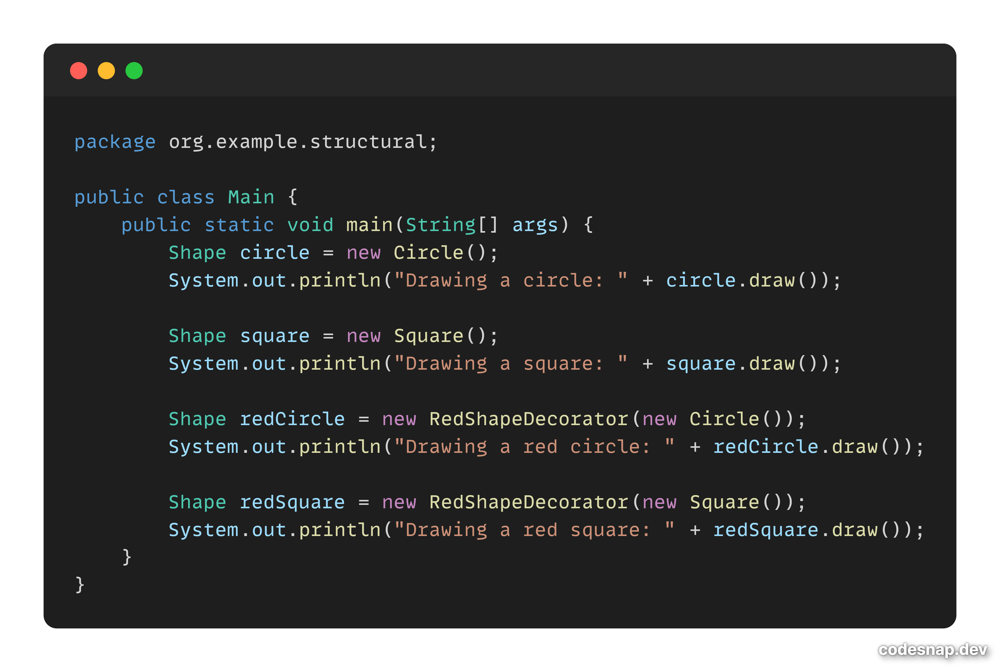 package org.example.structural;

public class Main {
    public static void main(String[] args) {
        Shape circle = new Circle();
        System.out.println("Drawing a circle: " + circle.draw());

        Shape square = new Square();
        System.out.println("Drawing a square: " + square.draw());

        Shape redCircle = new RedShapeDecorator(new Circle());
        System.out.println("Drawing a red circle: " + redCircle.draw());

        Shape redSquare = new RedShapeDecorator(new Square());
        System.out.println("Drawing a red square: " + redSquare.draw());
    }
}
codesnap.dev